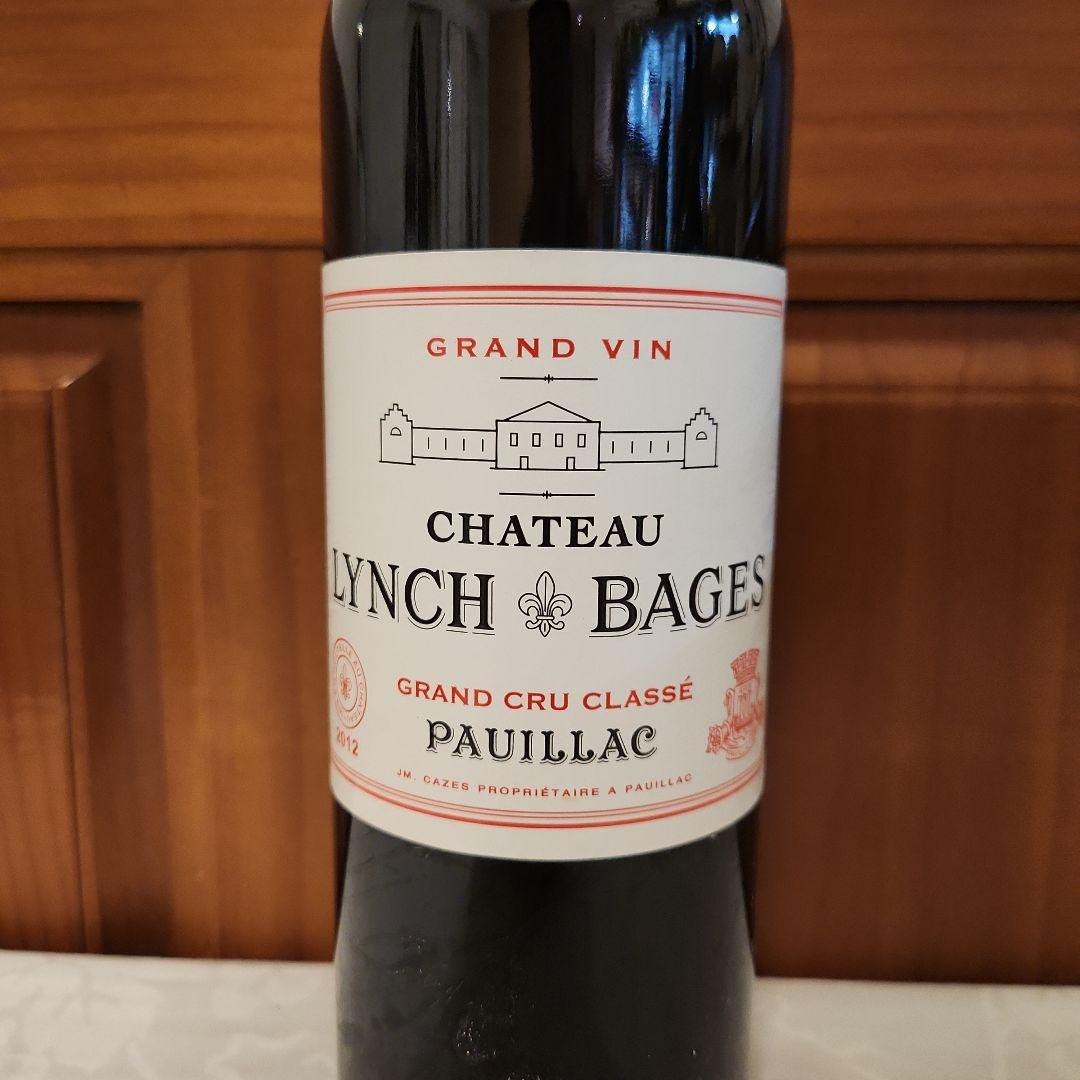 GRAND VIN
CHATEAU
LYNCH BAGES
GRAND CRU CLASSÉ
2012
PAUILLAC
JM. CAZES PROPRIÉTAIRE A PAUILLAC